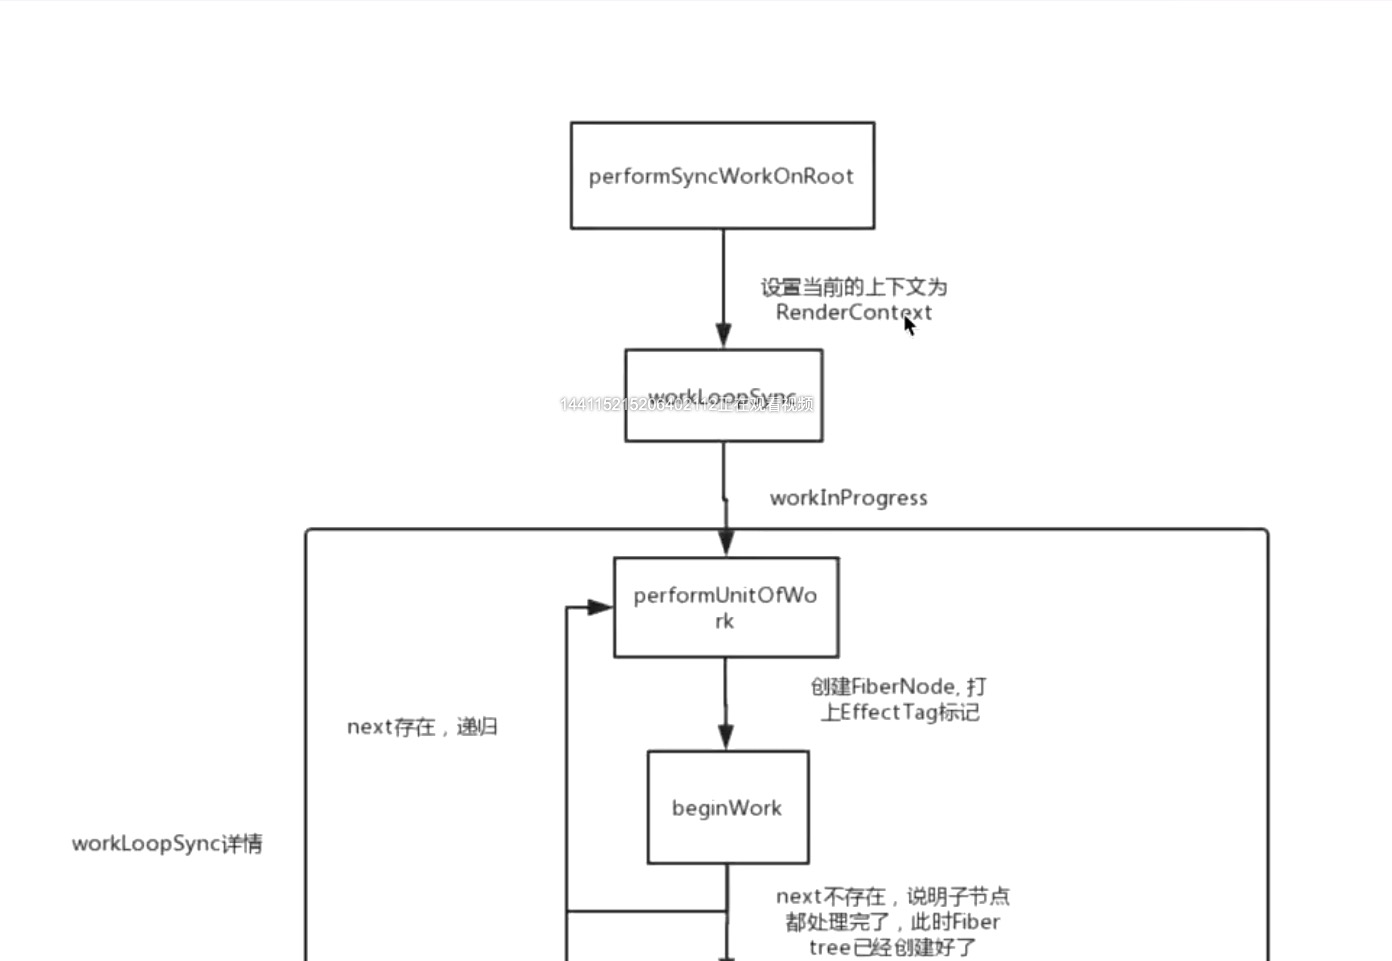 performSyncWorkOnRoot
设置当前的上下文为
RenderContext
workLoopSync
144115215206402112正在观看视频
workInProgress
performUnitOfWo
rk
创建FiberNode, 打
上EffectTag标记
next存在，递归
beginWork
workLoopSync详情
next不存在，说明子节点
都处理完了，此时Fiber
tree已经创建好了